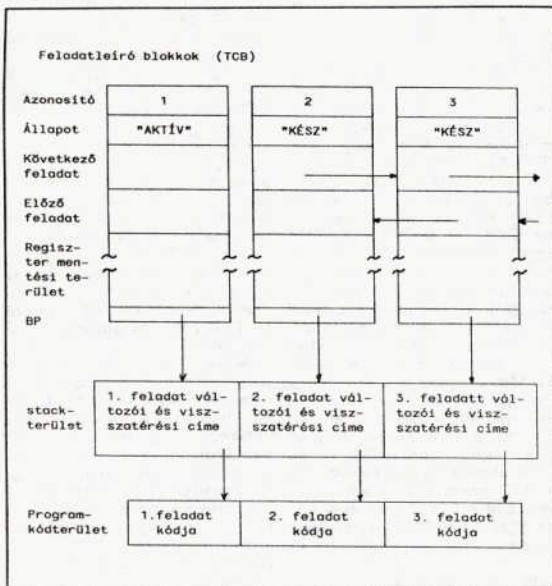 Feladatleíró blokkok (TCB)
Azonosító 1 2 3
Állapot "AKTÍV" "KÉSZ" "KÉSZ"
Következő
feladat
Előző
feladat
Regisz-
ter men-
tési te-
rület
BP
1. feladat vál- 2. feladat vál- 3. feladatt vál-
stack- tozói és visz- tozói és visz- tozói és visz-
terület szatérési címe szatérési címe szatérési címe
Program- 1.feladat 2. feladat 3. feladat
kódterület kódja kódja kódja